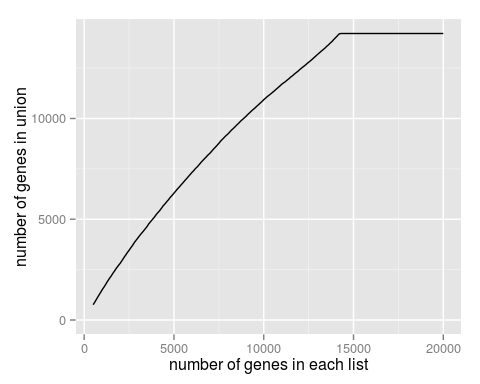 number of genes in union
10000
5000
0
0 5000 10000 15000 20000
number of genes in each list